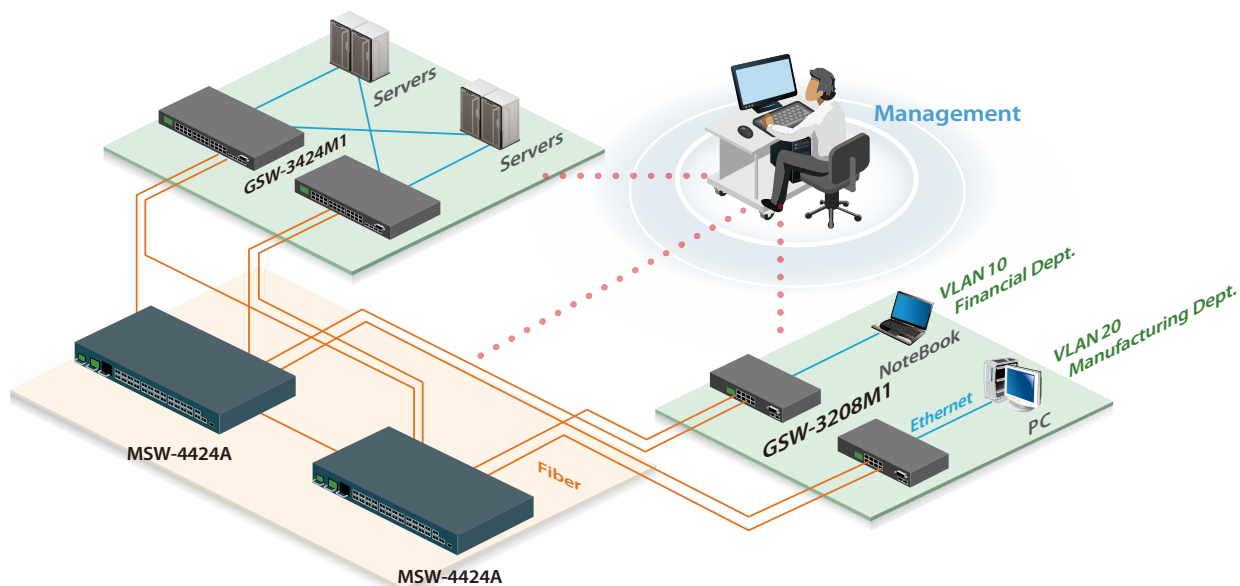 Servers
Servers
GSW-3424M1
Management
VLAN 10
Financial Dept.
VLAN 20
Manufacturing Dept.
NoteBook
GSW-3208M1
Ethernet
PC
MSW-4424A
Fiber
MSW-4424A